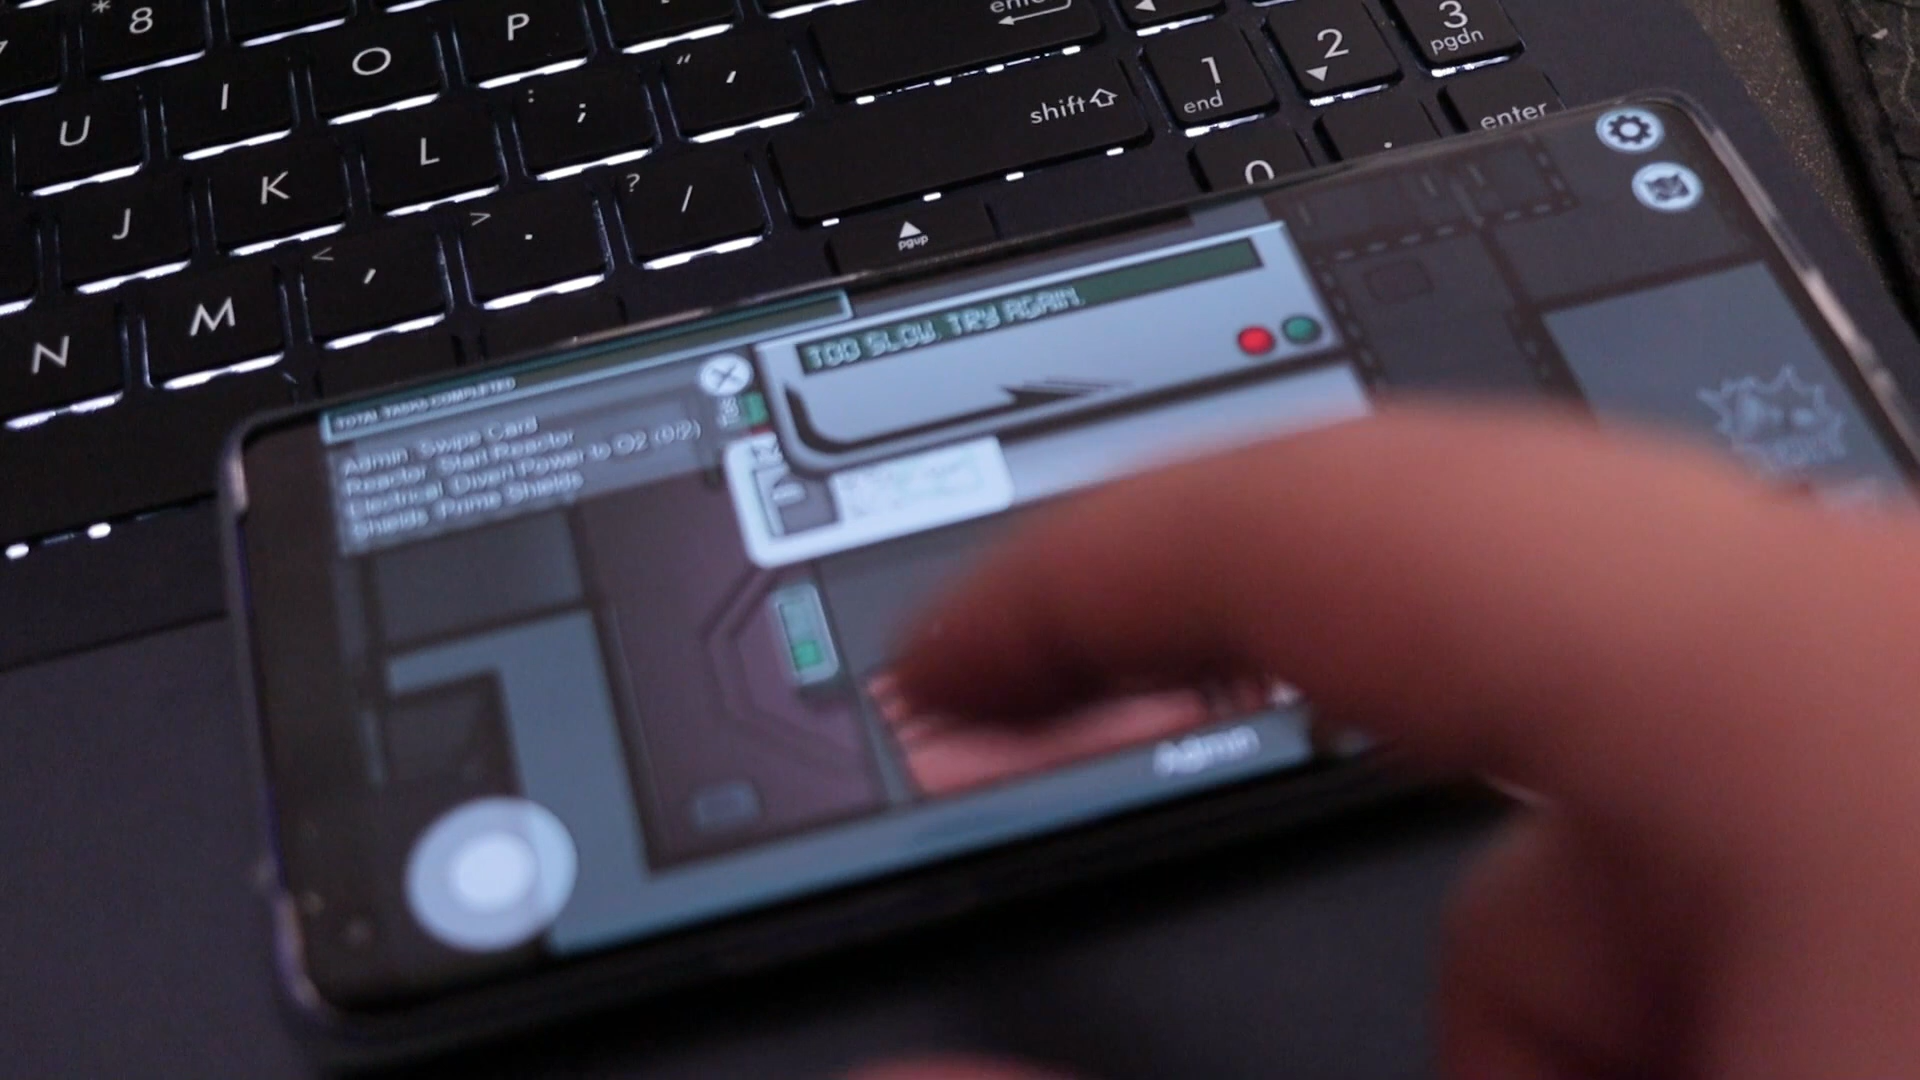 * 8
U I O P enter
" '
1 end
2
3 pgdn
J K L : ;
shift
enter
N M < , > . ? / pgup 0 .
TOO SLOW. TRY AGAIN.
TOTAL TASKS COMPLETED
Admin: Swipe Card
Reactor: Start Reactor
Electrical: Divert Power to O2 (0/2)
Shields: Prime Shields
Admin